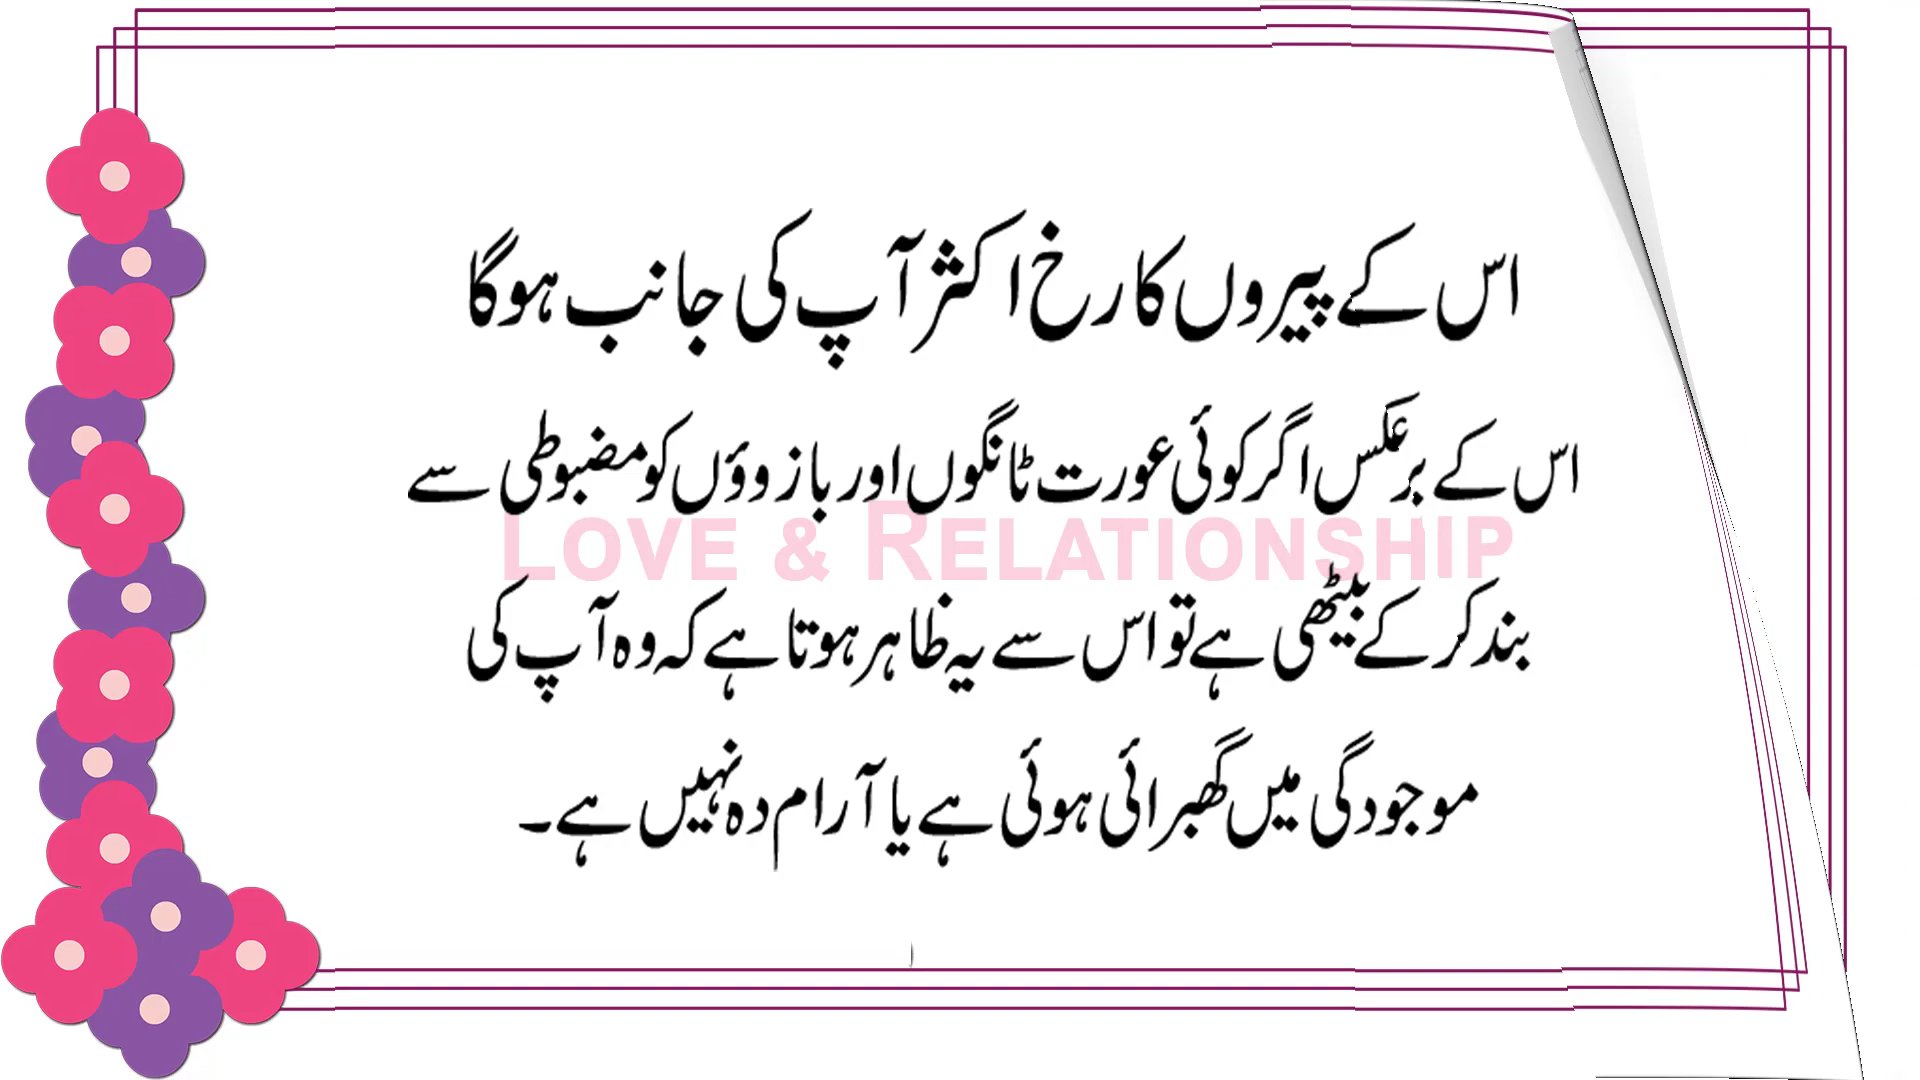 اس کے پیروں کا رخ اکثر آپ کی جانب ہوگا
اس کے برعکس اگر کوئی عورت ٹانگوں اور بازووؤں کو مضبوطی سے
LOVE & RELATIONSHIP
بند کر کے بیٹھی ہے تو اس سے یہ ظاہر ہوتا ہے کہ وہ آپ کی
موجودگی میں گھبرائی ہوئی ہے یا آرام دہ نہیں ہے۔